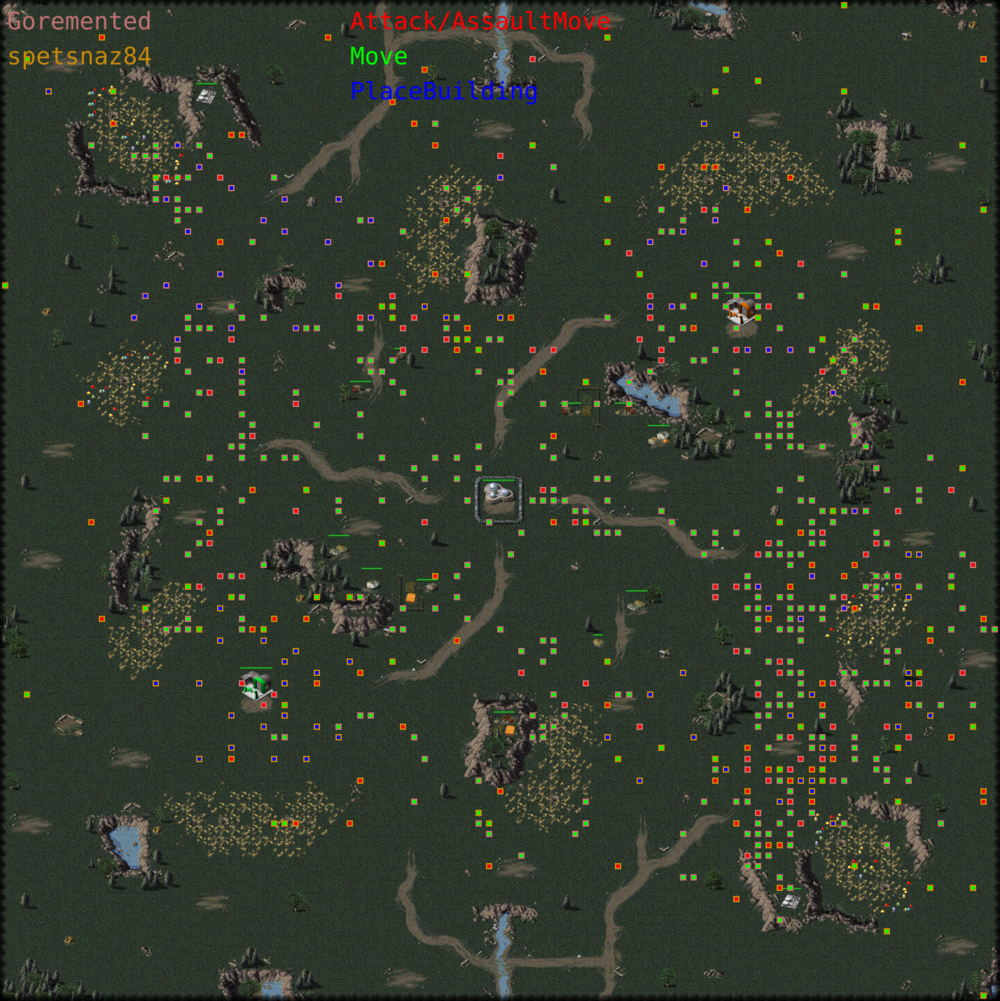 Goremented
Attack/AssaultMove
spetsnaz84
Move
PlaceBuilding